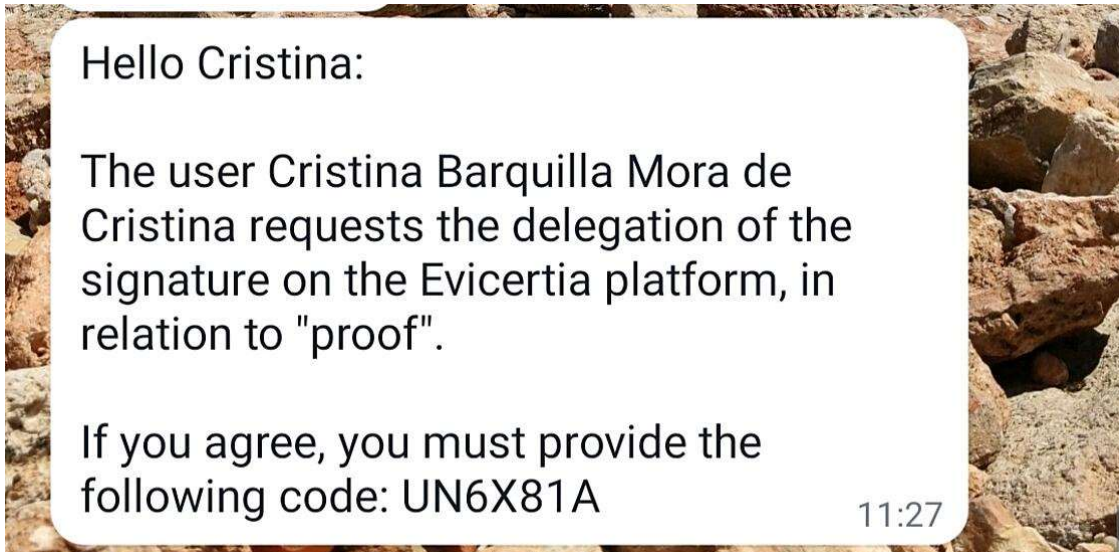 Hello Cristina:
The user Cristina Barquilla Mora de
Cristina requests the delegation of the
signature on the Evicertia platform, in
relation to "proof".
If you agree, you must provide the
following code: UN6X81A
11:27